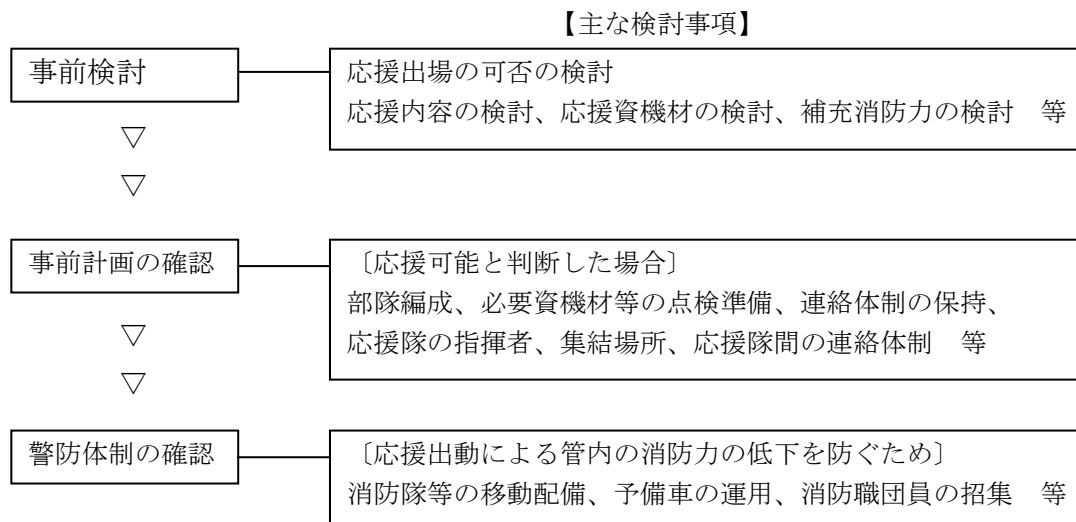 【主な検討事項】
事前検討
応援出場の可否の検討
応援内容の検討、応援資機材の検討、補充消防力の検討　等
▽
▽
事前計画の確認
〔応援可能と判断した場合〕
部隊編成、必要資機材等の点検準備、連絡体制の保持、
応援隊の指揮者、集結場所、応援隊間の連絡体制　等
▽
▽
警防体制の確認
〔応援出動による管内の消防力の低下を防ぐため〕
消防隊等の移動配備、予備車の運用、消防職団員の招集　等